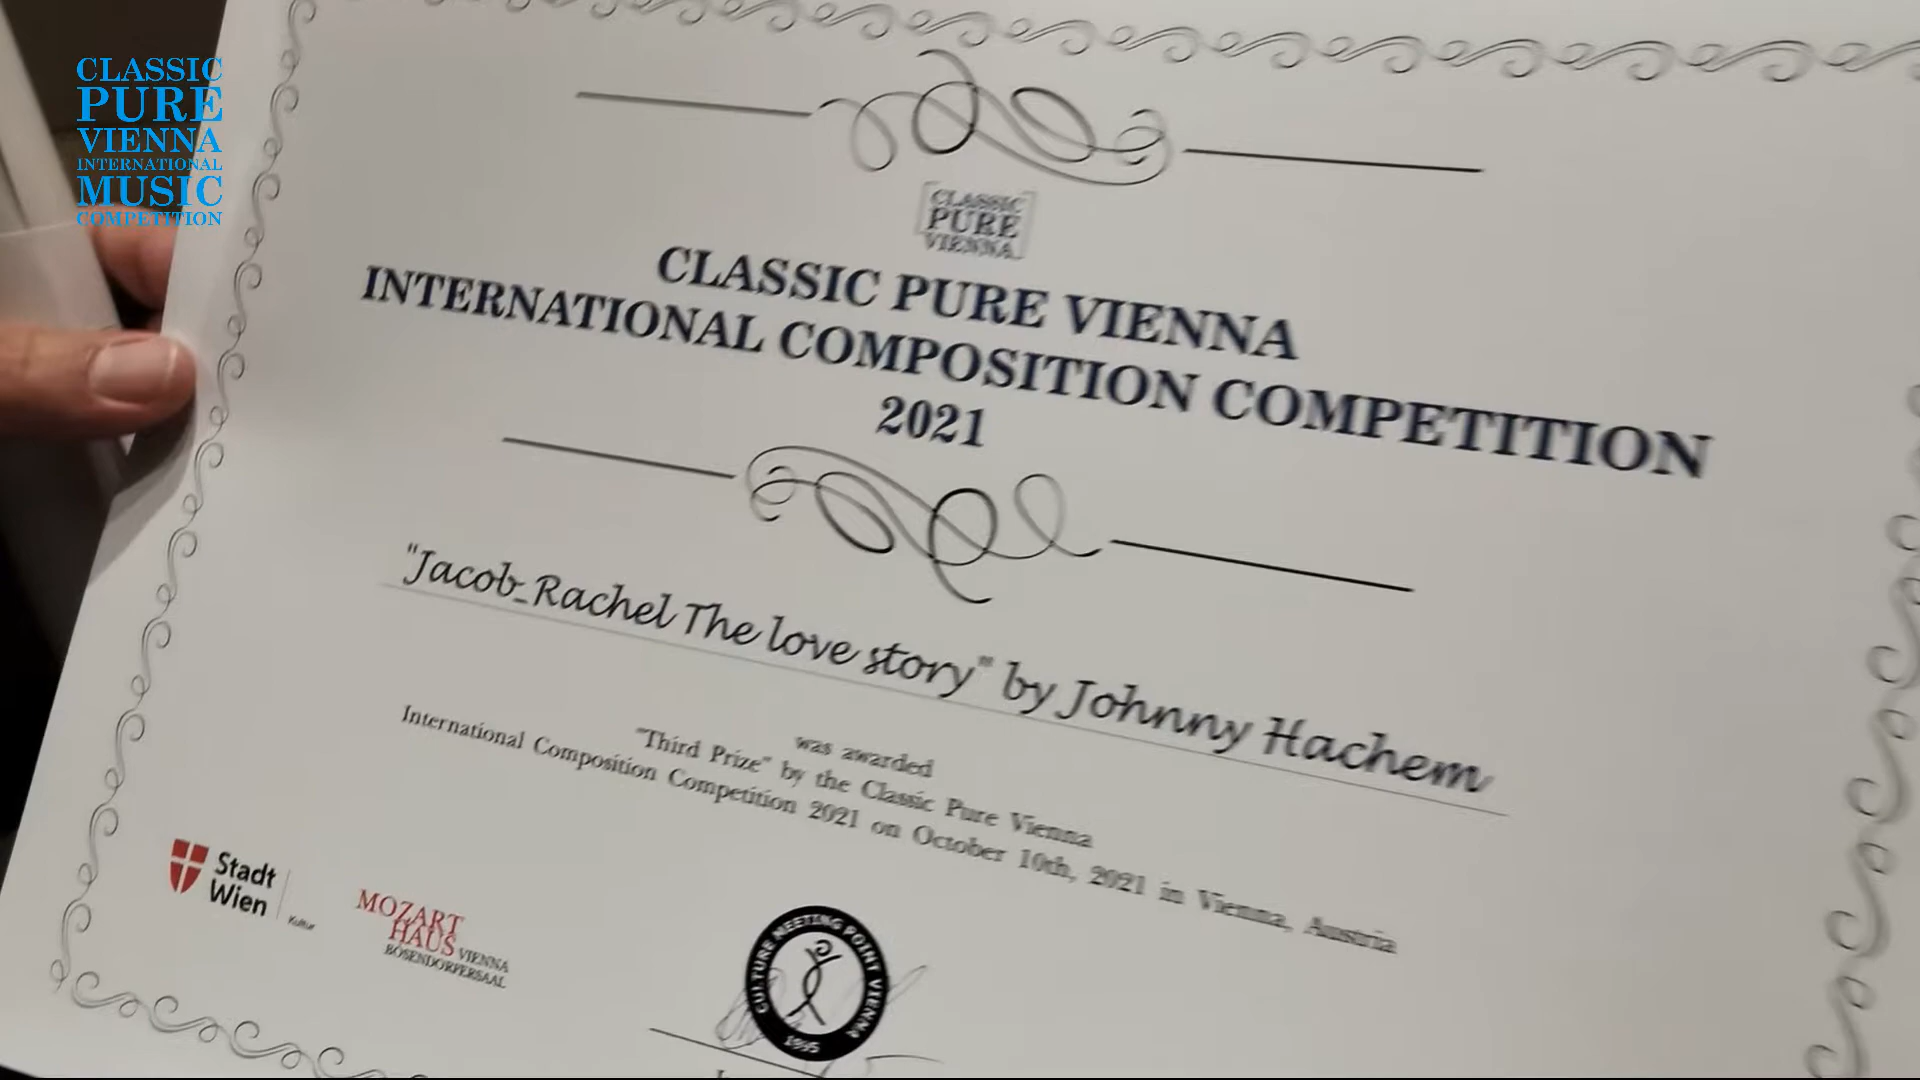 CLASSIC
PURE
VIENNA
INTERNATIONAL
MUSIC
COMPETITION
CLASSIC
PURE
VIENNA
CLASSIC PURE VIENNA
INTERNATIONAL COMPOSITION COMPETITION
2021
"Jacob_Rachel The love story" by Johnny Hachem
was awarded
"Third Prize" by the Classic Pure Vienna
International Composition Competition 2021 on October 10th, 2021 in Vienna, Austria
Stadt
Wien
Kultur
MOZART
HAUS VIENNA
BÖSENDORFERSAAL
CULTURE MEETING POINT VIENNA
1995